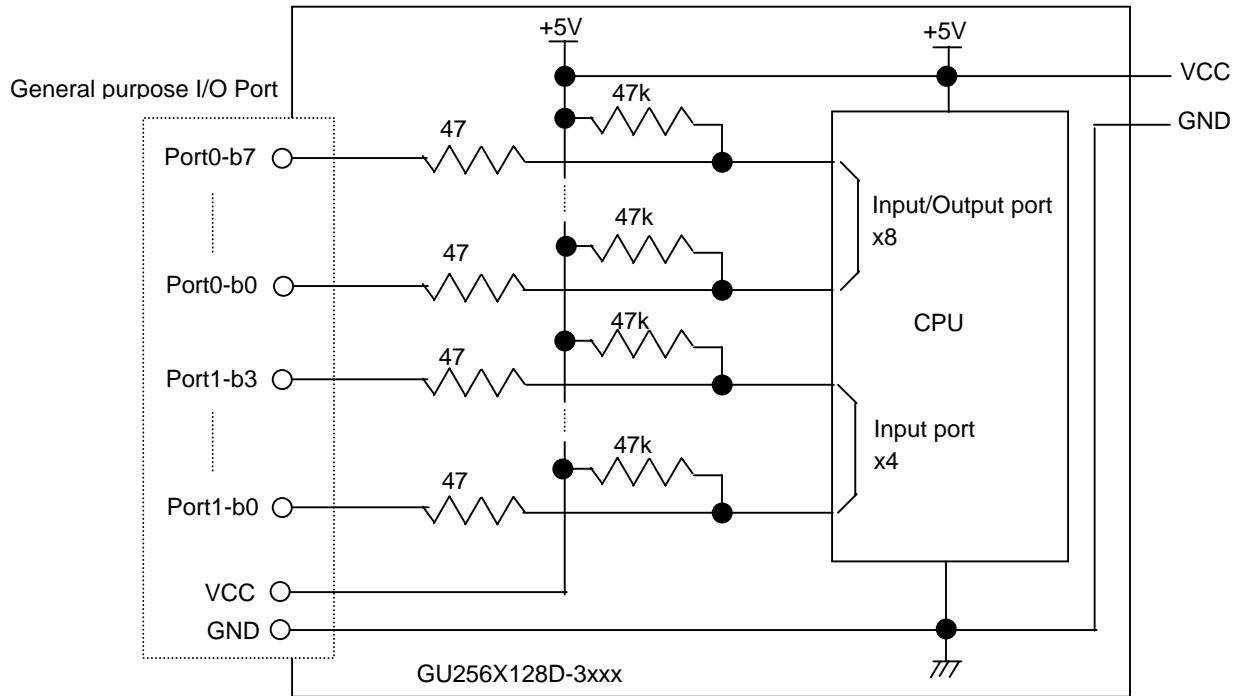 +5V
+5V
VCC
General purpose I/O Port
47k
GND
47
Port0-b7
Input/Output port
x8
47k
47
Port0-b0
47k
CPU
47
Port1-b3
Input port
x4
47k
47
Port1-b0
VCC
GND
GU256X128D-3xxx